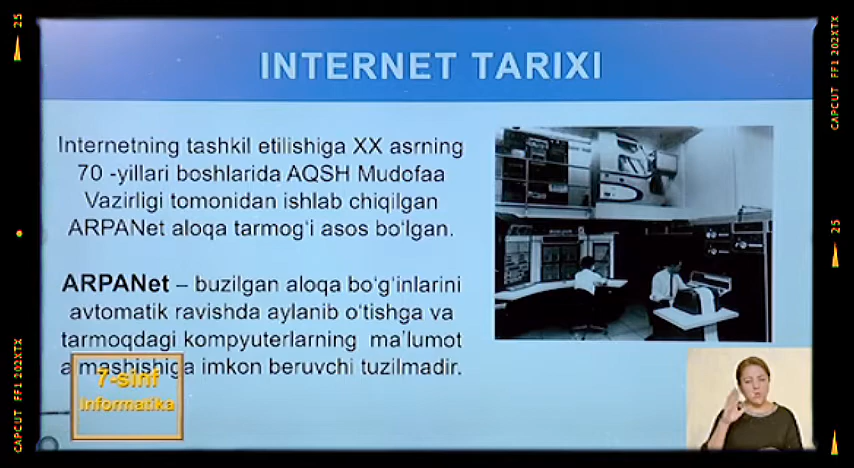 INTERNET TARIXI
Internetning tashkil etilishiga XX asrning
70 -yillari boshlarida AQSH Mudofaa
Vazirligi tomonidan ishlab chiqilgan
ARPANet aloqa tarmog‘i asos bo‘lgan.
ARPANet – buzilgan aloqa bo‘g‘inlarini
avtomatik ravishda aylanib o‘tishga va
tarmoqdagi kompyuterlarning ma’lumot
almashishiga imkon beruvchi tuzilmadir.
7-sinf
Informatika
25
CAPCUT FF1 202XTX
CAPCUT FF1 202XTX
25